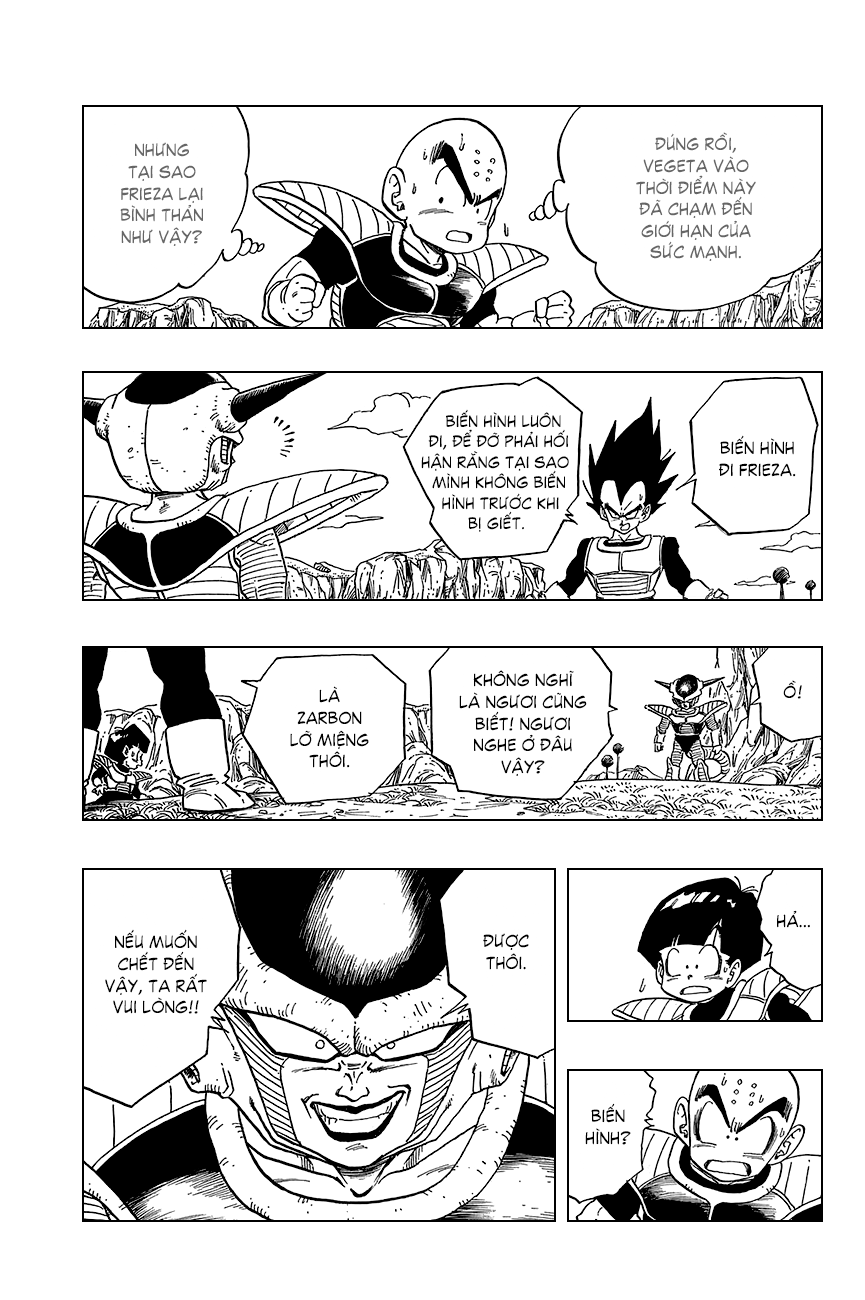 ĐÚNG RỒI,
VEGETA VÀO
THỜI ĐIỂM NÀY
ĐÃ CHẠM ĐẾN
GIỚI HẠN CỦA
SỨC MẠNH.
NHƯNG
TẠI SAO
FRIEZA LẠI
BÌNH THẢN
NHƯ VẬY?
BIẾN HÌNH
ĐI FRIEZA.
BIẾN HÌNH LUÔN
ĐI, ĐỂ ĐỠ PHẢI HỐI
HẬN RẰNG TẠI SAO
MÌNH KHÔNG BIẾN
HÌNH TRƯỚC KHI
BỊ GIẾT.
Ồ!
KHÔNG NGHĨ
LÀ NGƯƠI CŨNG
BIẾT! NGƯƠI
NGHE Ở ĐÂU
VẬY?
LÀ
ZARBON
LỠ MIỆNG
THÔI.
HẢ...
BIẾN
HÌNH?
ĐƯỢC
THÔI.
NẾU MUỐN
CHẾT ĐẾN
VẬY, TA RẤT
VUI LÒNG!!